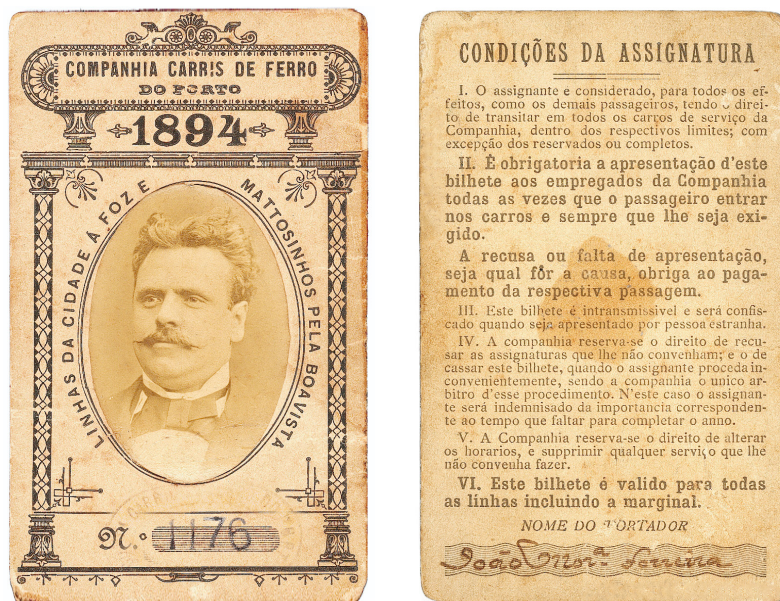 COMPANHIA CARRIS DE FERRO
DO PORTO
1894
LINHAS DA CIDADE Á FOZ E
MATTOSINHOS PELA BOAVISTA
N.º 1176
CONDIÇÕES DA ASSIGNATURA
I. O assignante e considerado, para todos os ef-
feitos, como os demais passageiros, tendo o direi-
to de transitar em todos os carros de serviço da
Companhia, dentro dos respectivos limites; com
excepção dos reservados ou completos.
II. É obrigatoria a apresentação d'este
bilhete aos empregados da Companhia
todas as vezes que o passageiro entrar
nos carros e sempre que lhe seja exi-
gido.
A recusa ou falta de apresentação,
seja qual fôr a causa, obriga ao paga-
mento da respectiva passagem.
III. Este bilhete é intransmissivel e será confis-
cado quando seja apresentado por pessoa estranha.
IV. A companhia reserva-se o direito de recu-
sar as assignaturas que lhe não convenham; e o de
cassar este bilhete, quando o assignante proceda in-
convenientemente, sendo a companhia o unico ar-
bitro d'esse procedimento. N'este caso o assignan-
te será indemnisado da importancia corresponden-
te ao tempo que faltar para completar o anno.
V. A Companhia reserva-se o direito de alterar
os horarios, e supprimir qualquer serviço que lhe
não convenha fazer.
VI. Este bilhete é valido para todas
as linhas incluindo a marginal.
NOME DO PORTADOR
João Mor.ª Ferreira